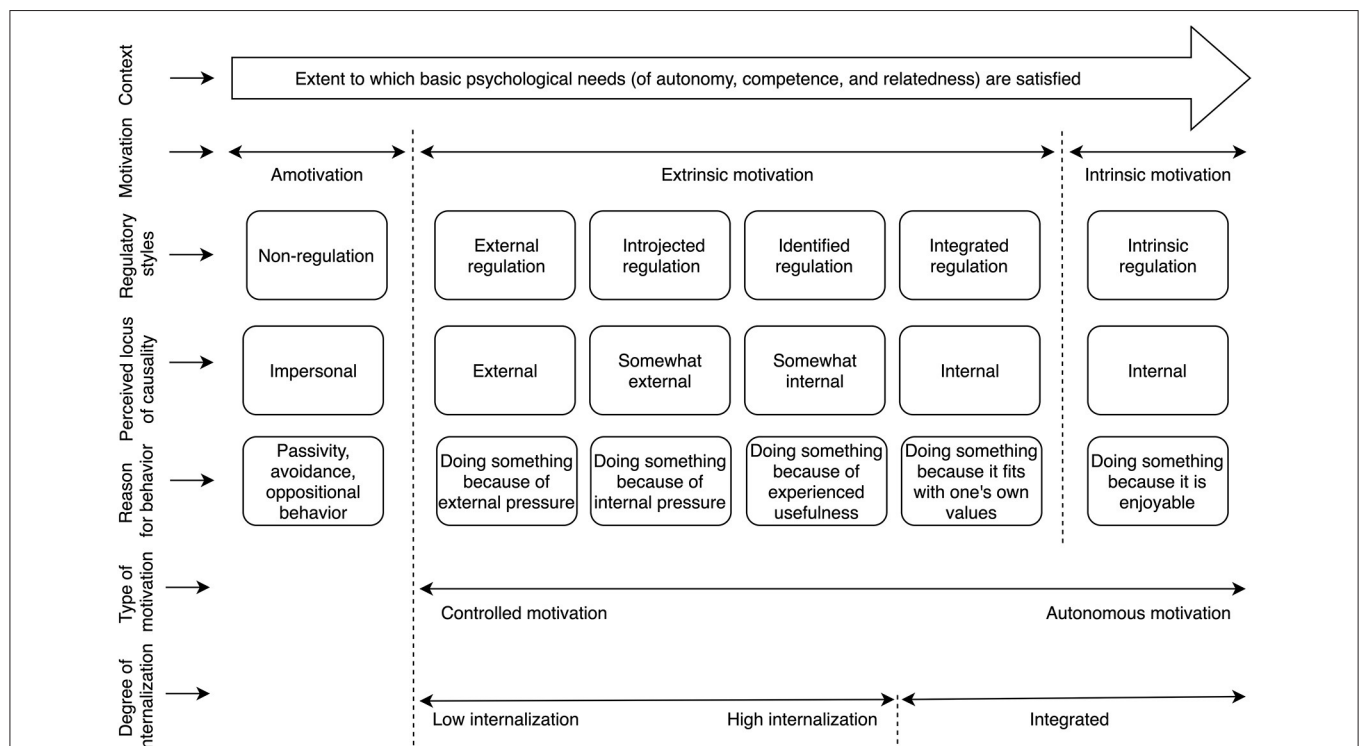 Context
Extent to which basic psychological needs (of autonomy, competence, and relatedness) are satisfied
Motivation
Amotivation
Extrinsic motivation
Intrinsic motivation
Regulatory
styles
Non-regulation
External
regulation
Introjected
regulation
Identified
regulation
Integrated
regulation
Intrinsic
regulation
Perceived locus
of causality
Impersonal
External
Somewhat
external
Somewhat
internal
Internal
Internal
Reason
for behavior
Passivity,
avoidance,
oppositional
behavior
Doing something
because of
external pressure
Doing something
because of
internal pressure
Doing something
because of
experienced
usefulness
Doing something
because it fits
with one's own
values
Doing something
because it is
enjoyable
Type of
motivation
Controlled motivation
Autonomous motivation
Degree of
nternalization
Low internalization
High internalization
Integrated